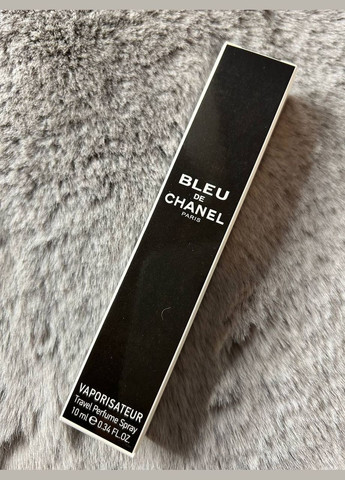 BLEU
DE
CHANEL
PARIS
VAPORISATEUR
Travel Perfume Spray
10 ml ℮ 0.34 FL.OZ.